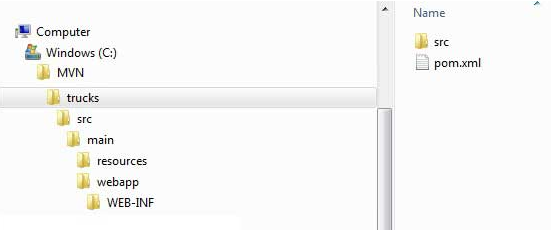 Computer
Windows (C:)
MVN
trucks
src
main
resources
webapp
WEB-INF
Name
src
pom.xml